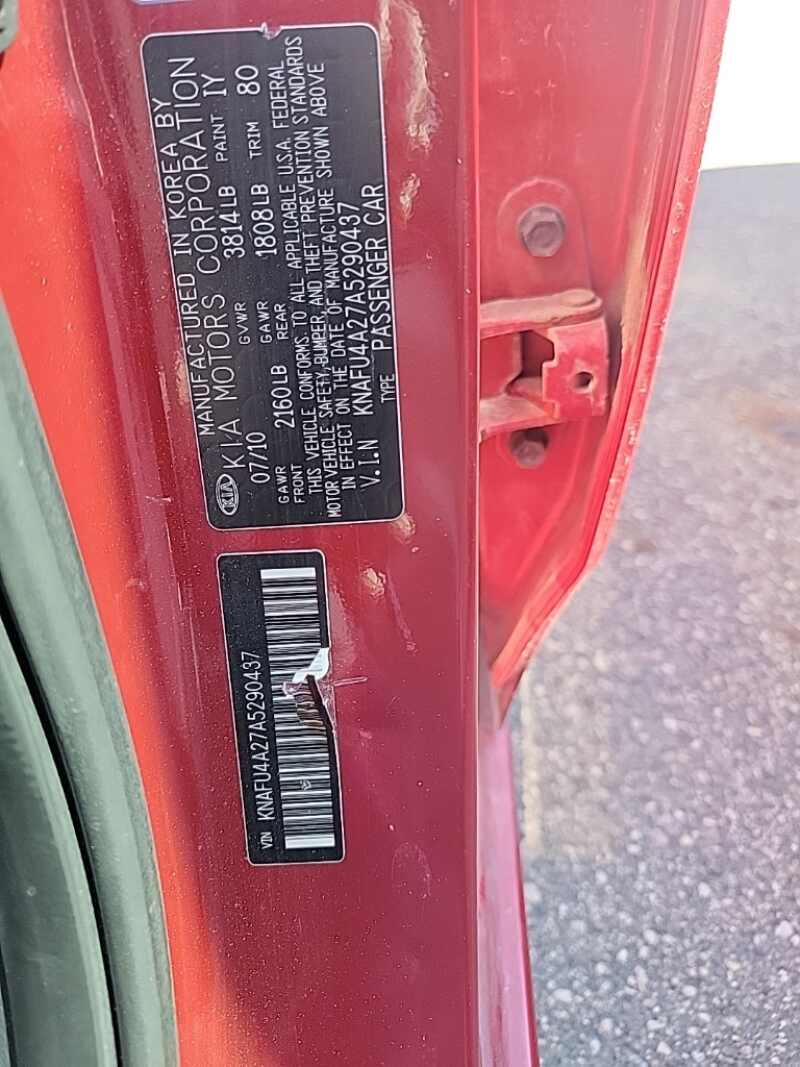 MANUFACTURED IN KOREA BY
KIA KIA MOTORS CORPORATION
07/10 GVWR 3814LB PAINT IY
GAWR FRONT 2160LB GAWR REAR 1808LB TRIM 80
THIS VEHICLE CONFORMS TO ALL APPLICABLE U.S.A. FEDERAL
MOTOR VEHICLE SAFETY, BUMPER, AND THEFT PREVENTION STANDARDS
IN EFFECT ON THE DATE OF MANUFACTURE SHOWN ABOVE
V.I.N KNAFU4A27A5290437
TYPE PASSENGER CAR
VIN KNAFU4A27A5290437